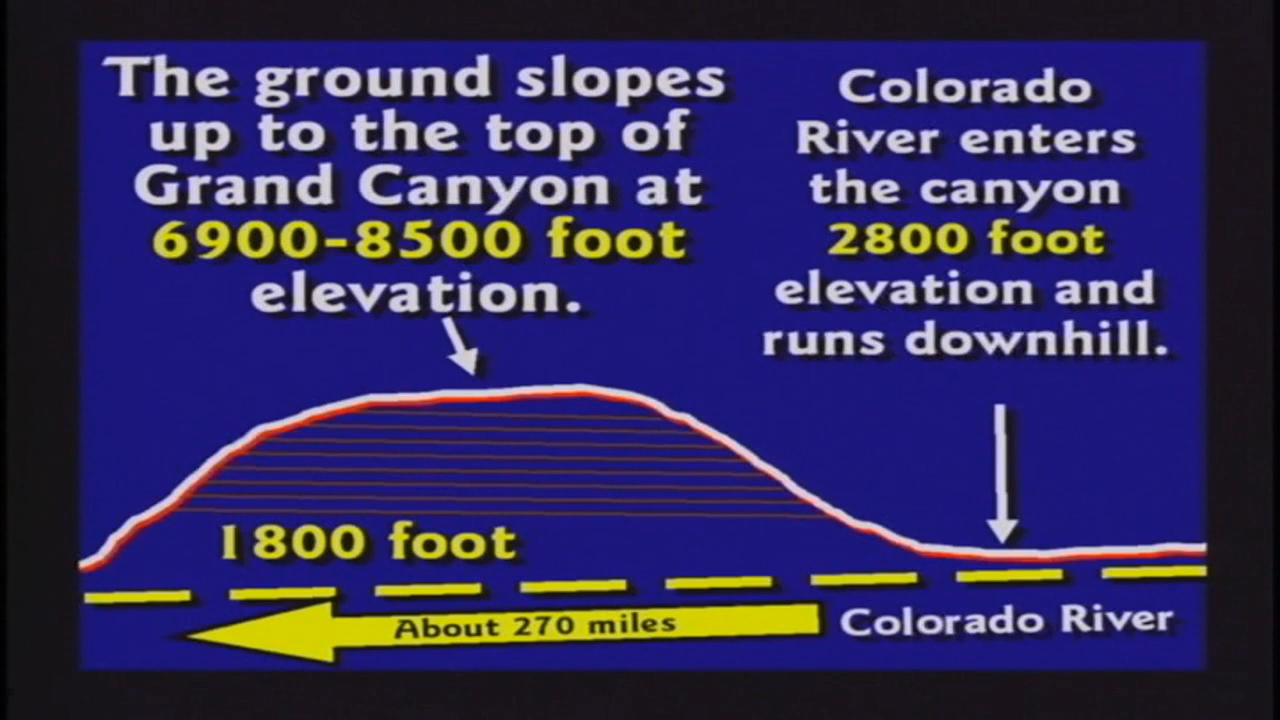 The ground slopes
up to the top of
Grand Canyon at
6900-8500 foot
elevation.
Colorado
River enters
the canyon
2800 foot
elevation and
runs downhill.
1800 foot
About 270 miles
Colorado River